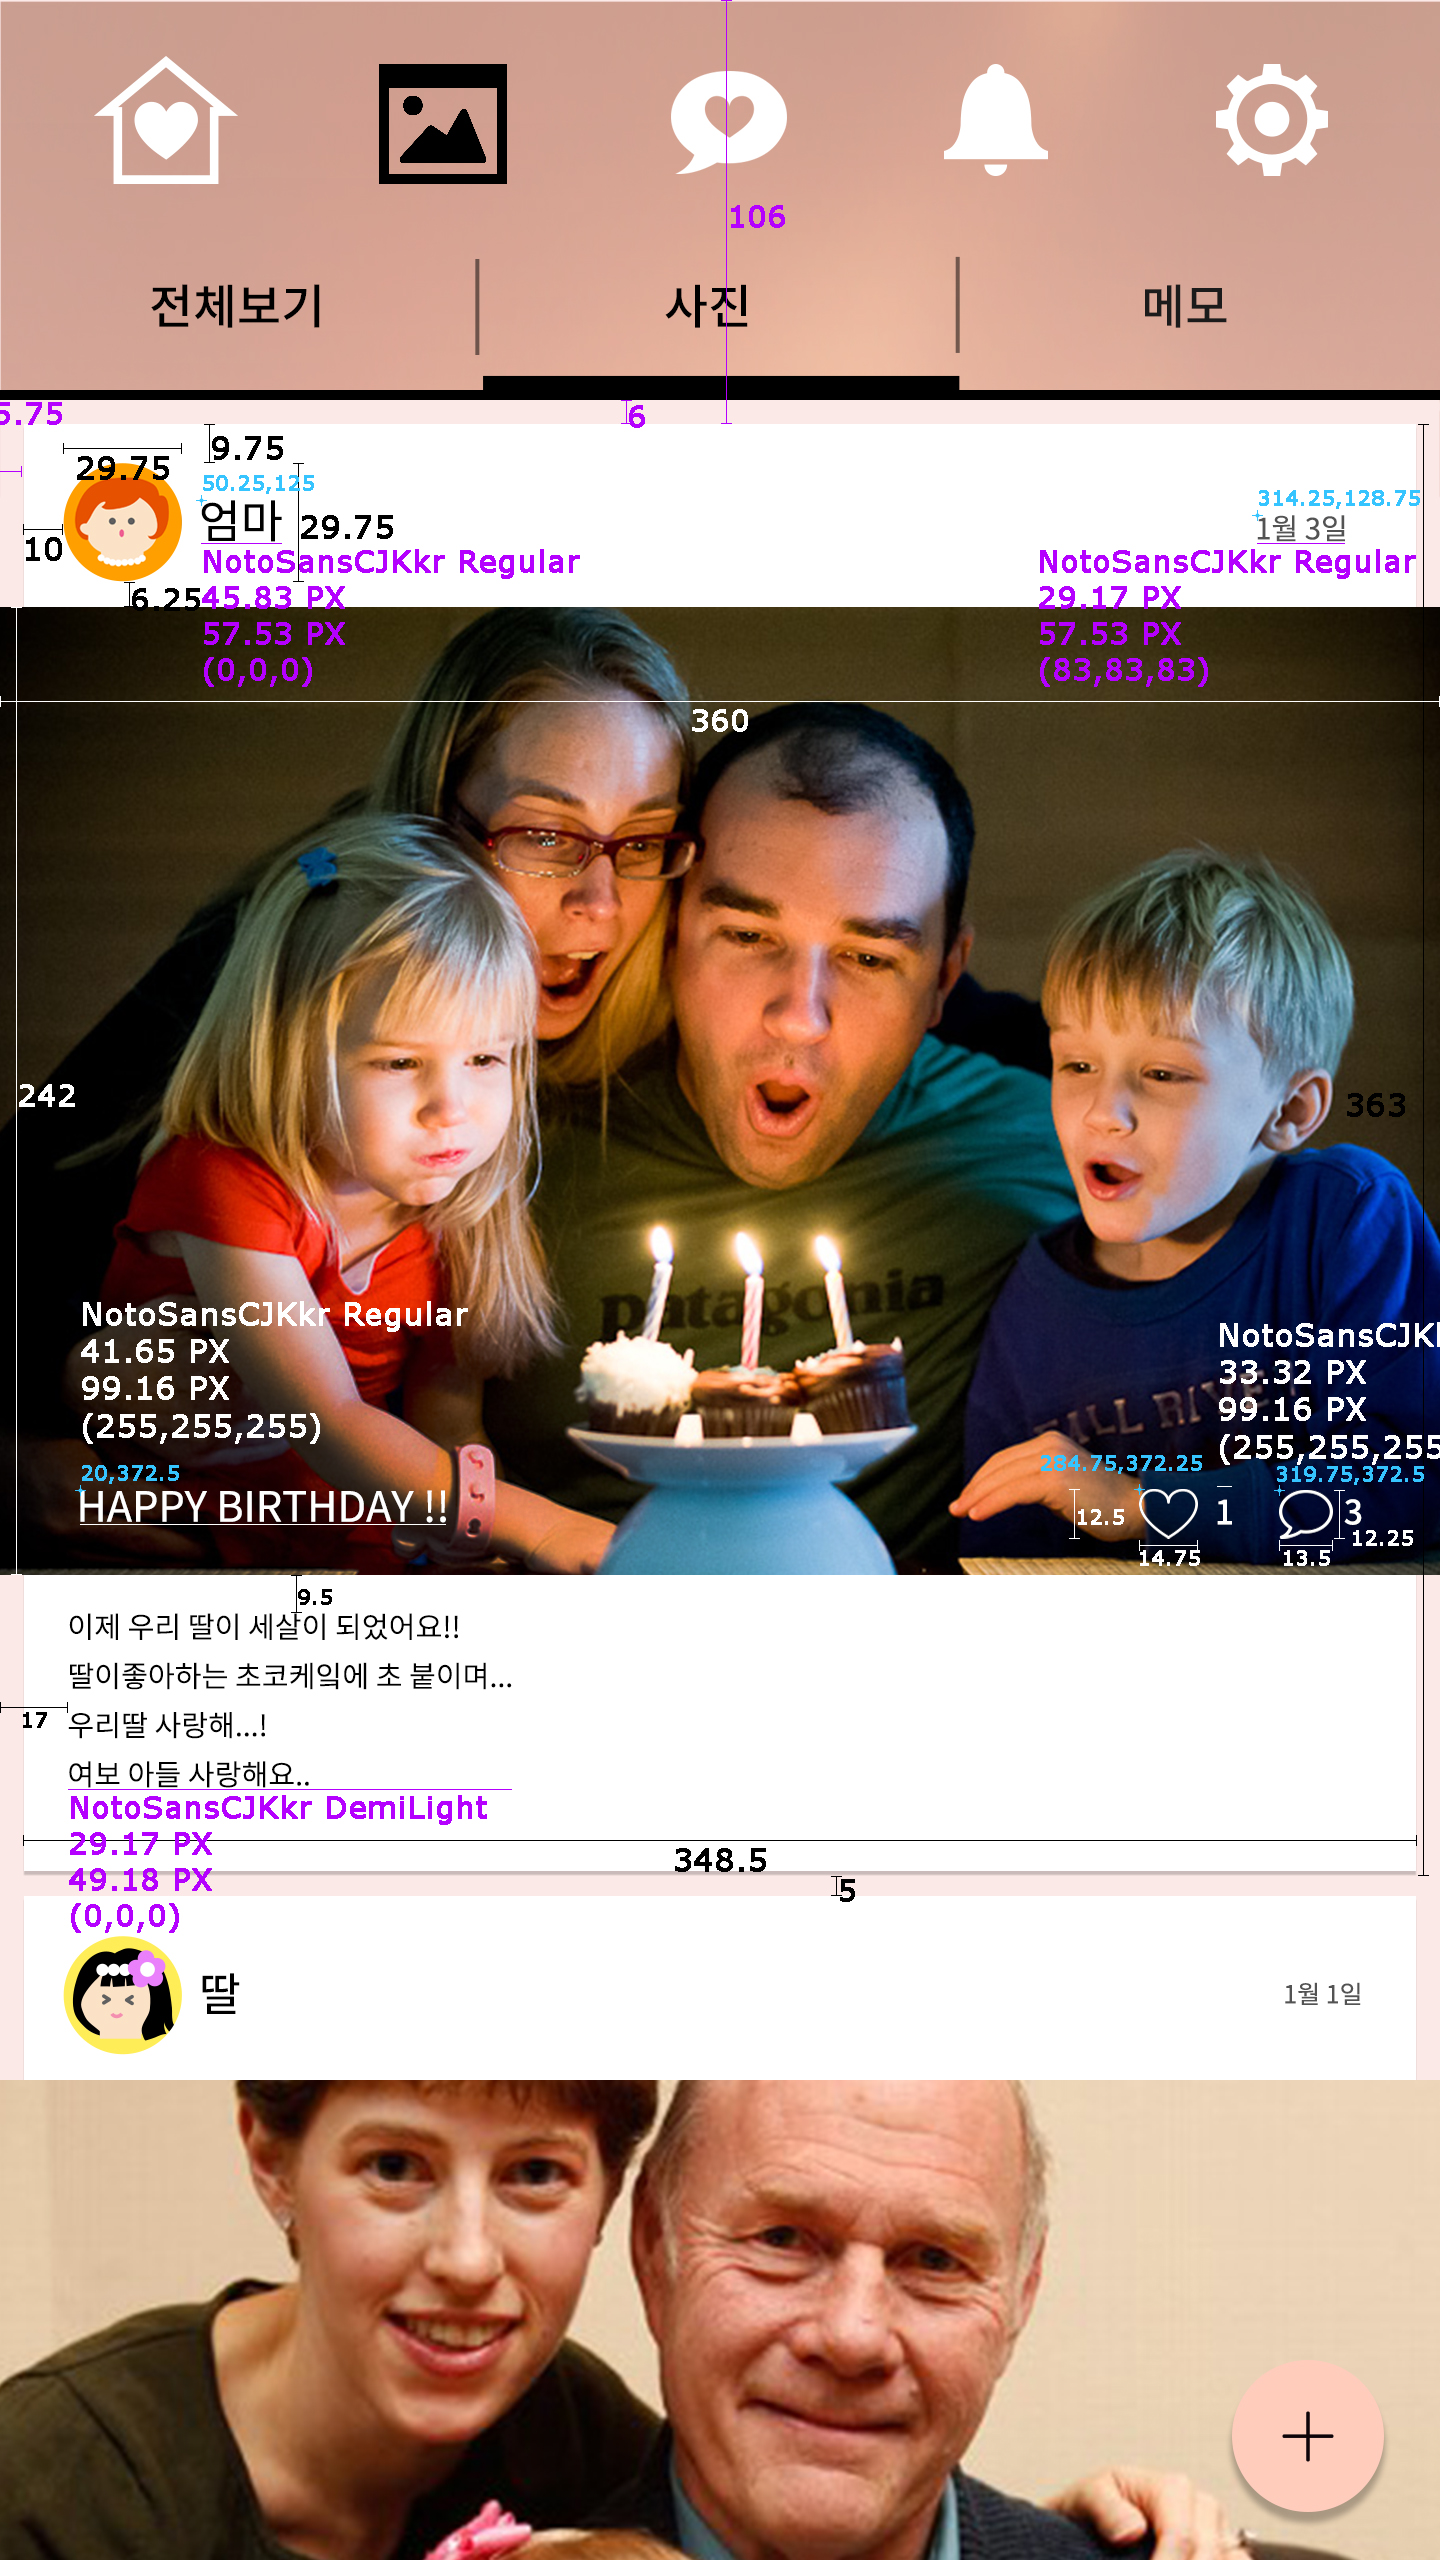 106
전체보기
사진
메모
5.75
6
9.75
29.75
50.25,125
엄마
29.75
10
6.25
NotoSansCJKkr Regular
45.83 PX
57.53 PX
(0,0,0)
314.25,128.75
1월 3일
NotoSansCJKkr Regular
29.17 PX
57.53 PX
(83,83,83)
360
242
363
patagonia
NotoSansCJKkr Regular
41.65 PX
99.16 PX
(255,255,255)
20,372.5
HAPPY BIRTHDAY !!
NotoSansCJKk
33.32 PX
99.16 PX
(255,255,255
284.75,372.25
319.75,372.5
12.5
1
3
12.25
14.75
13.5
9.5
이제 우리 딸이 세살이 되었어요!!
딸이좋아하는 초코케잌에 초 붙이며...
17
우리딸 사랑해...!
여보 아들 사랑해요..
NotoSansCJKkr DemiLight
29.17 PX
49.18 PX
(0,0,0)
348.5
5
딸
1월 1일